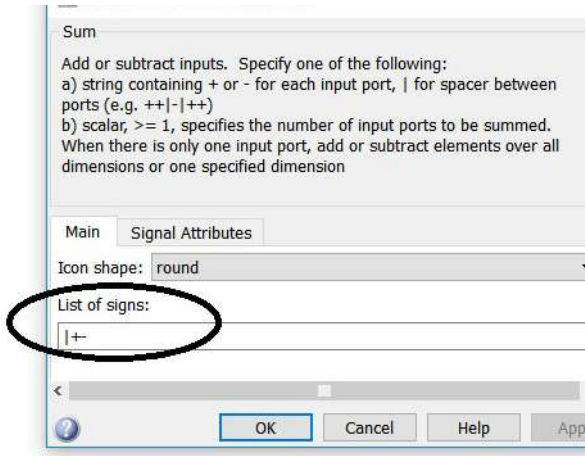 Sum
Add or subtract inputs. Specify one of the following:
a) string containing + or - for each input port, | for spacer between
ports (e.g. ++|-|++)
b) scalar, >= 1, specifies the number of input ports to be summed.
When there is only one input port, add or subtract elements over all
dimensions or one specified dimension
Main Signal Attributes
Icon shape: round
List of signs:
|+-
OK Cancel Help App